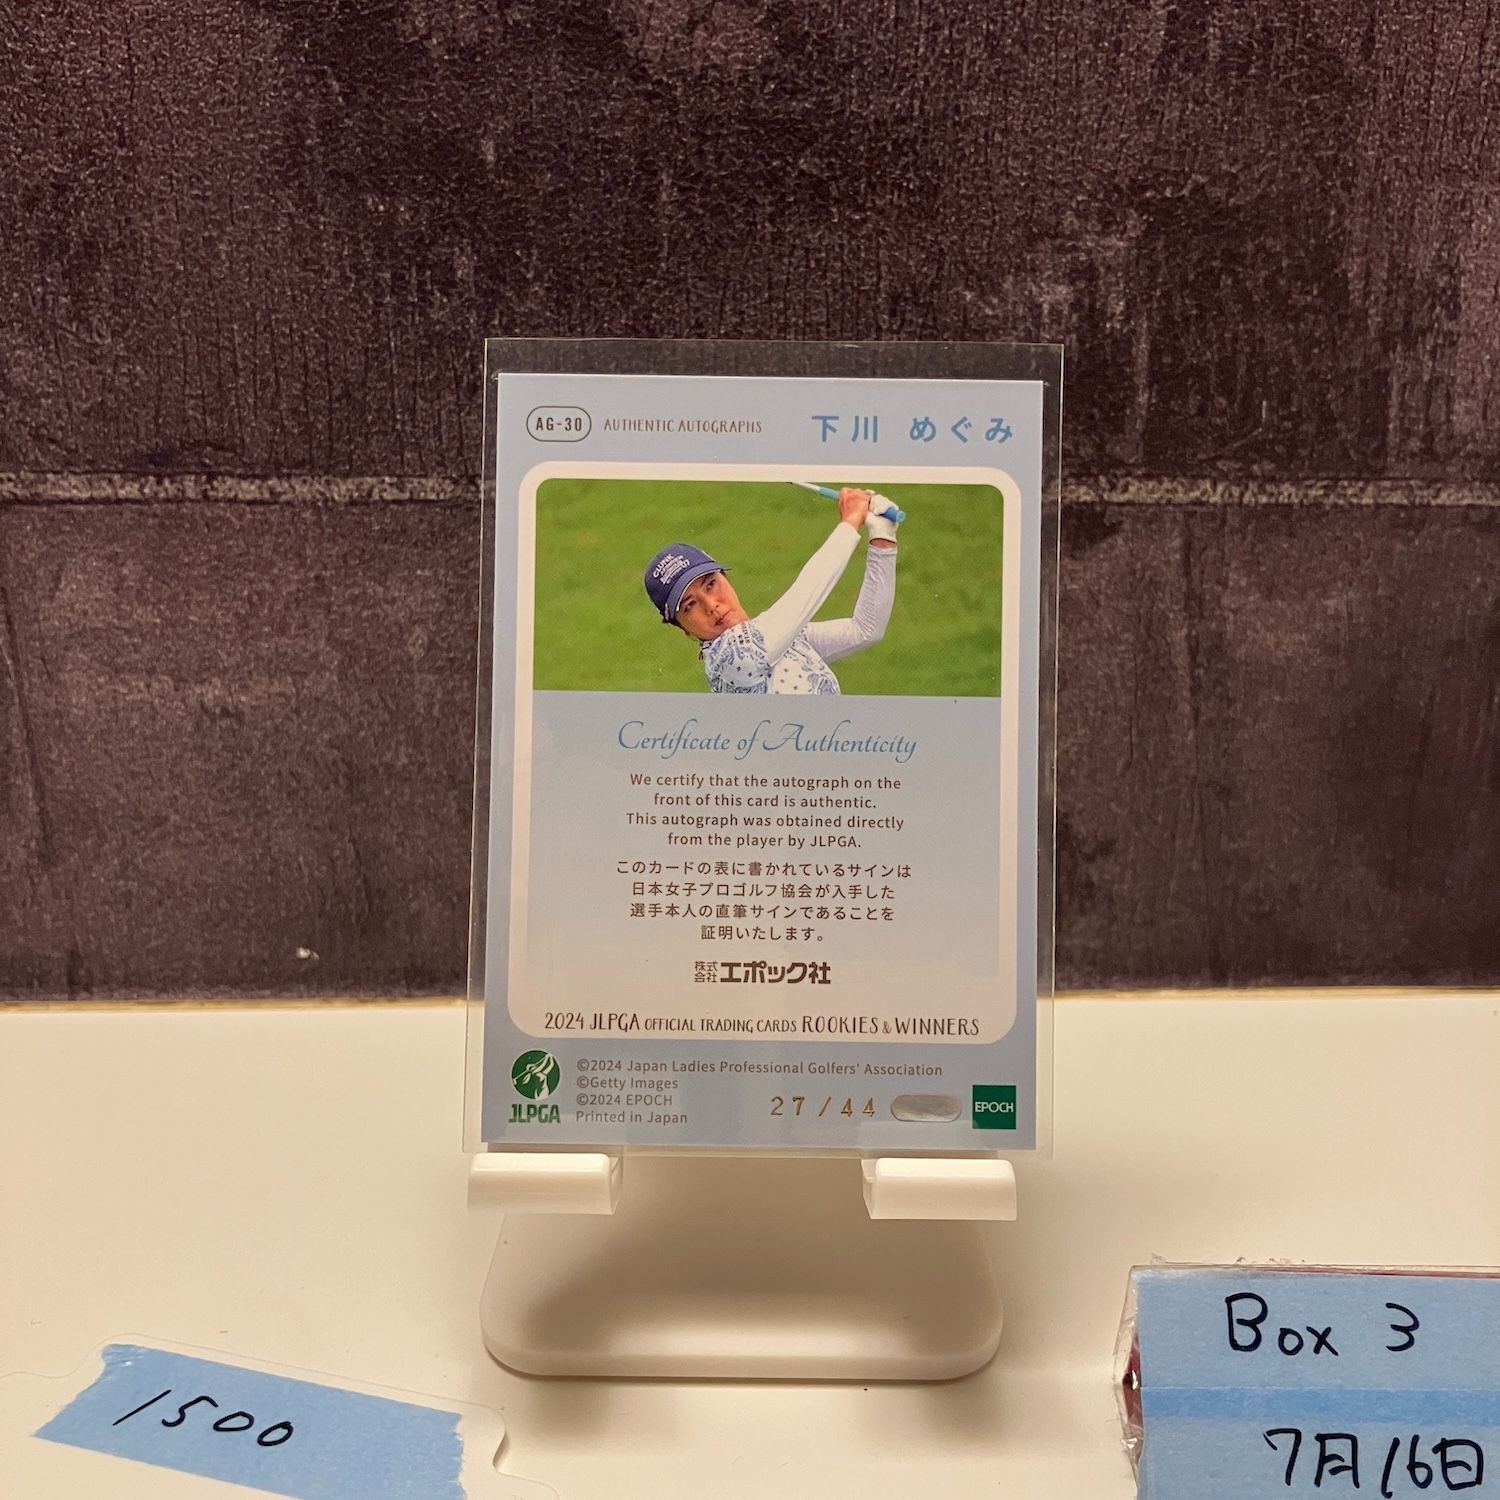 AG-30 AUTHENTIC AUTOGRAPHS 下川 めぐみ
Certificate of Authenticity
We certify that the autograph on the
front of this card is authentic.
This autograph was obtained directly
from the player by JLPGA.
このカードの表に書かれているサインは
日本女子プロゴルフ協会が入手した
選手本人の直筆サインであることを
証明いたします。
株式会社エポック社
2024 JLPGA OFFICIAL TRADING CARDS ROOKIES & WINNERS
©2024 Japan Ladies Professional Golfers' Association
©Getty Images
©2024 EPOCH
Printed in Japan
JLPGA
27/44
EPOCH
1500
Box 3
7月16日